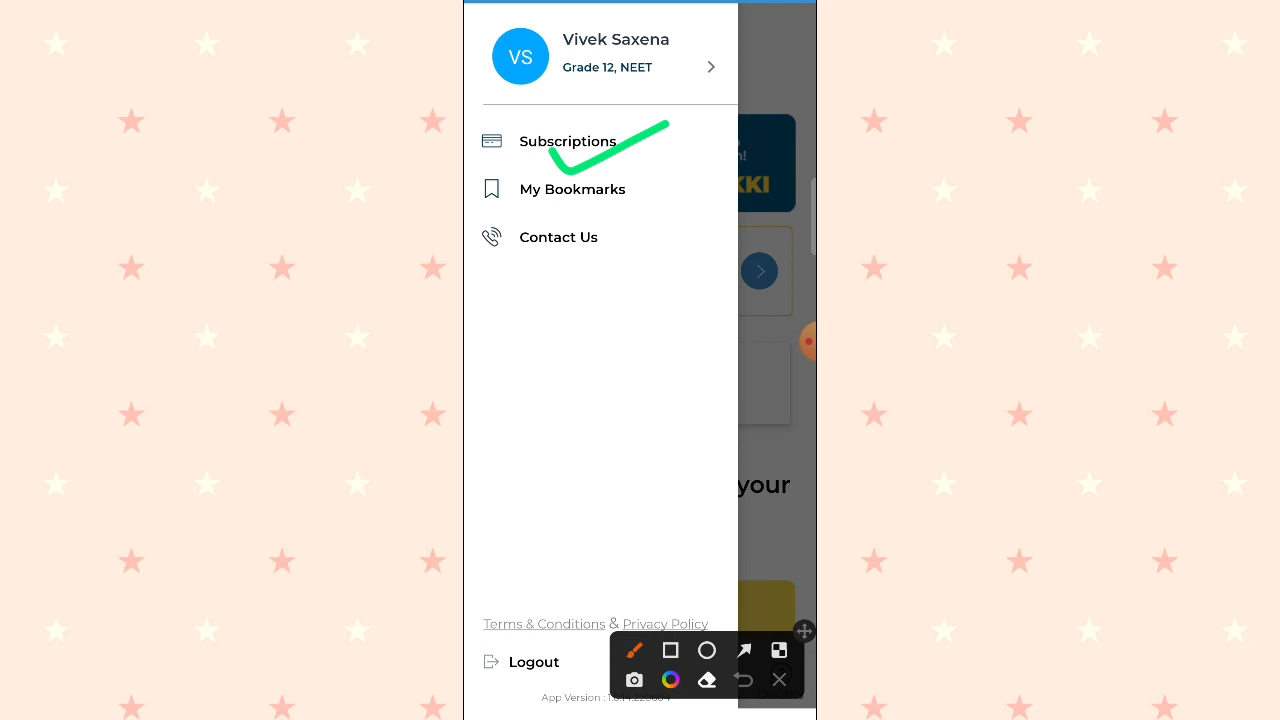 VS
Vivek Saxena
Grade 12, NEET
Subscriptions
My Bookmarks
Contact Us
KKI
your
Terms & Conditions & Privacy Policy
Logout
App Version :